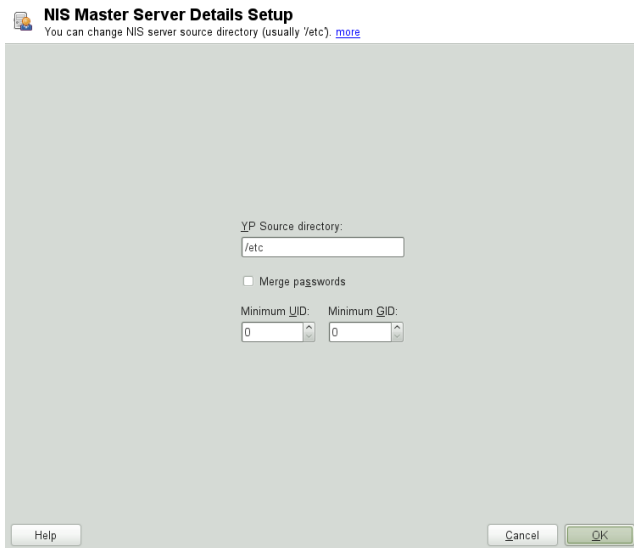 NIS Master Server Details Setup
You can change NIS server source directory (usually '/etc'). more
YP Source directory:
/etc
Merge passwords
Minimum UID: Minimum GID:
0 0
Help Cancel OK